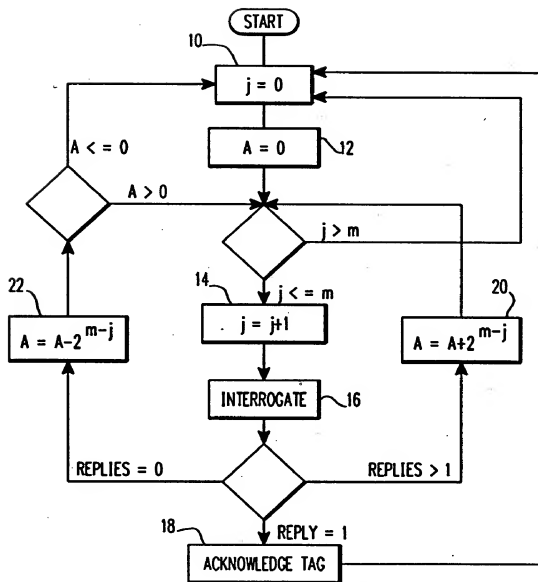 START
10
j = 0
A = 0
12
A < = 0
A > 0
j > m
22
14
j < = m
20
A = A-2^{m-j}
j = j+1
A = A+2^{m-j}
INTERROGATE
16
REPLIES = 0
REPLIES > 1
18
REPLY = 1
ACKNOWLEDGE TAG